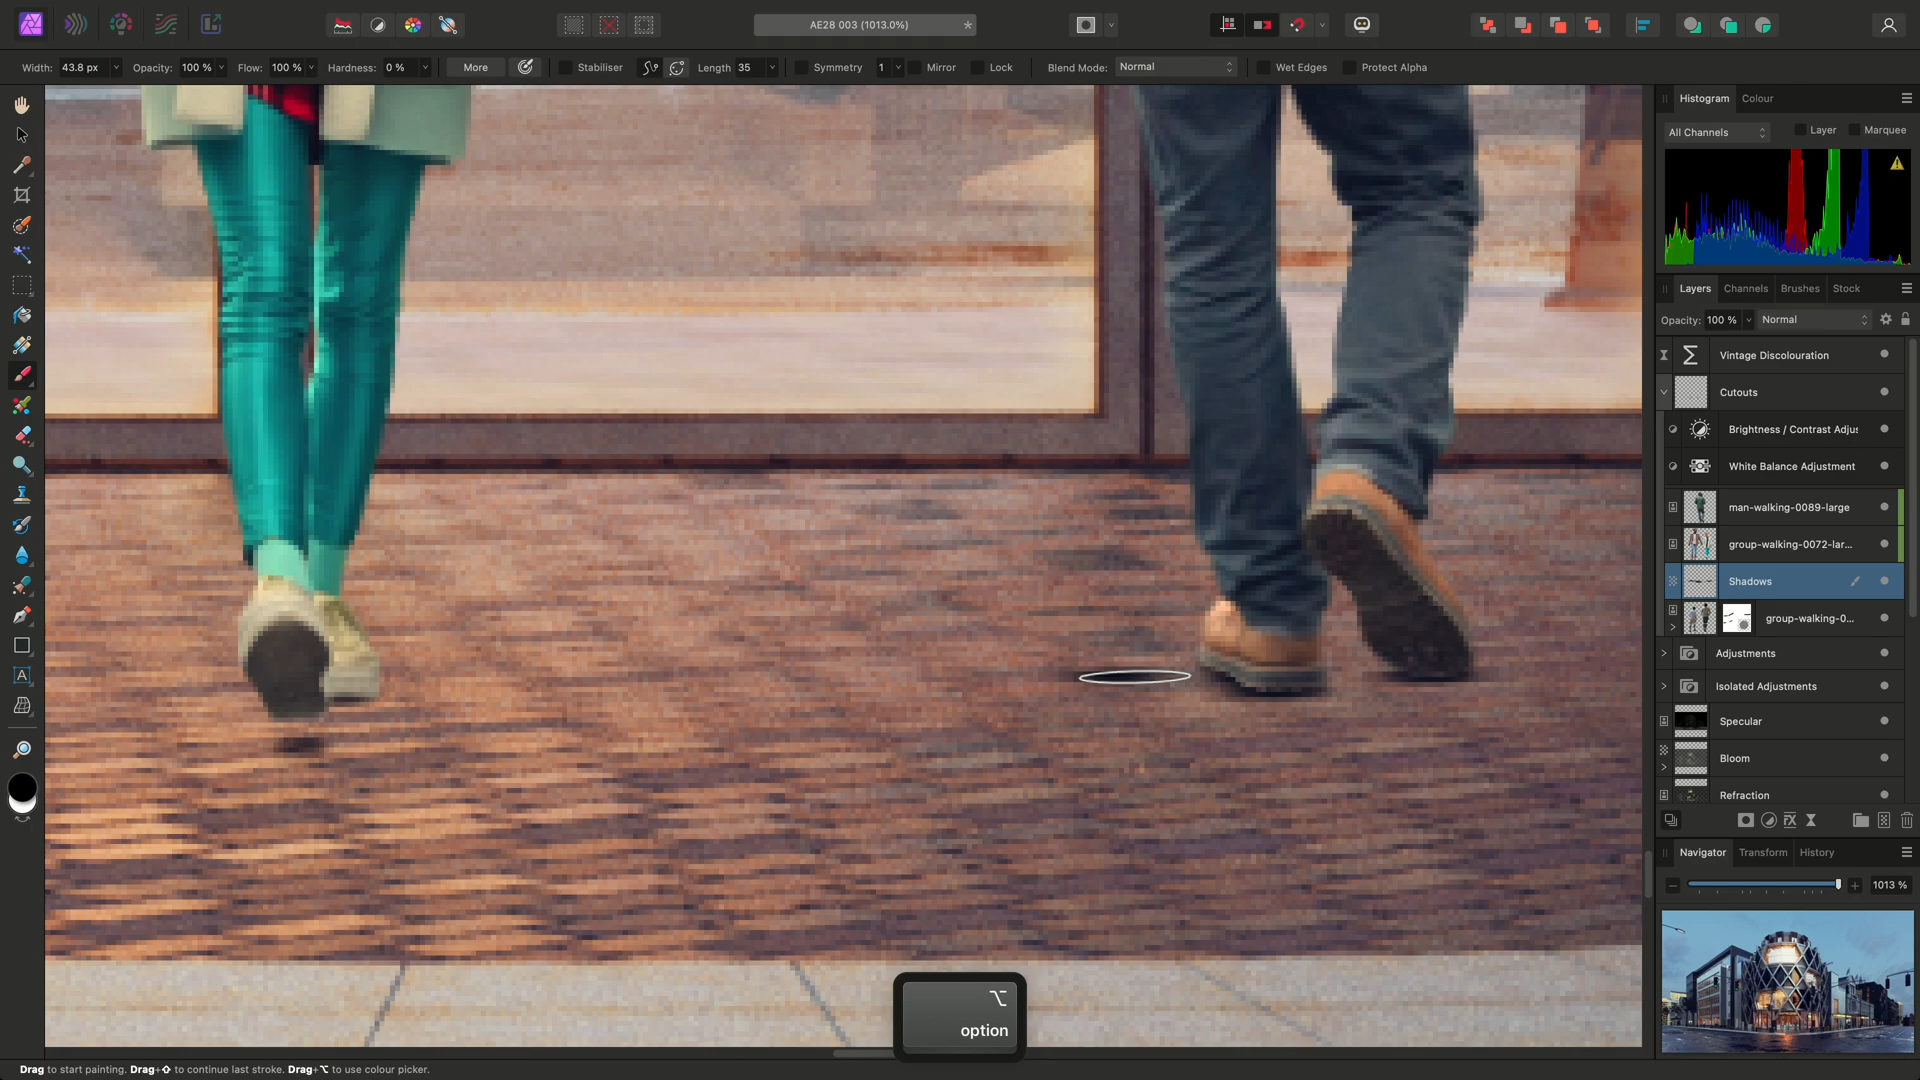 AE28 003 (1013.0%)
*
Width: 43.8 px
Opacity: 100 %
Flow: 100 %
Hardness: 0 %
More
Stabiliser
Length 35
Symmetry 1
Mirror
Lock
Blend Mode: Normal
Wet Edges
Protect Alpha
Histogram Colour
All Channels
Layer
Marquee
Layers Channels Brushes Stock
Opacity: 100 % Normal
Vintage Discolouration
Cutouts
Brightness / Contrast Adjus
White Balance Adjustment
man-walking-0089-large
group-walking-0072-lar...
Shadows
group-walking-0...
Adjustments
Isolated Adjustments
Specular
Bloom
Refraction
Navigator Transform History
1013 %
option
Drag to start painting. Drag+⇧ to continue last stroke. Drag+⌥ to use colour picker.